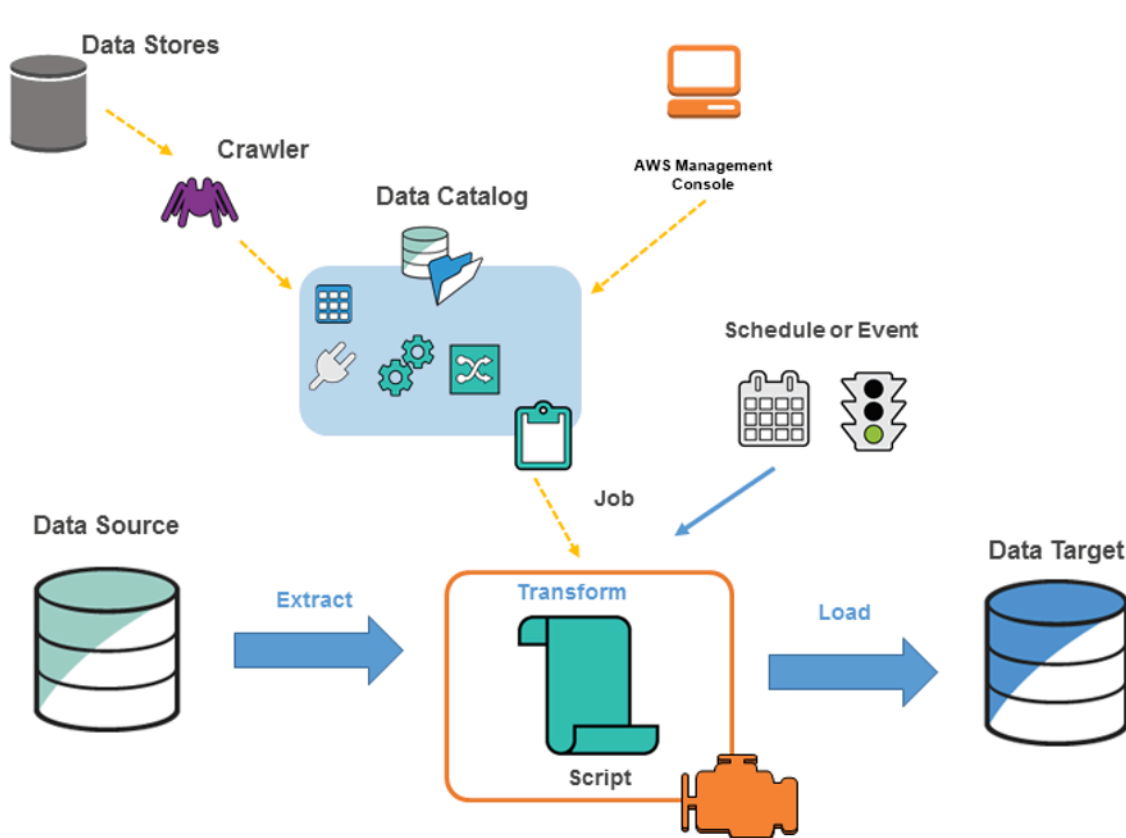 Data Stores
Crawler
AWS Management
Console
Data Catalog
Schedule or Event
Job
Data Source
Data Target
Extract
Transform
Load
Script